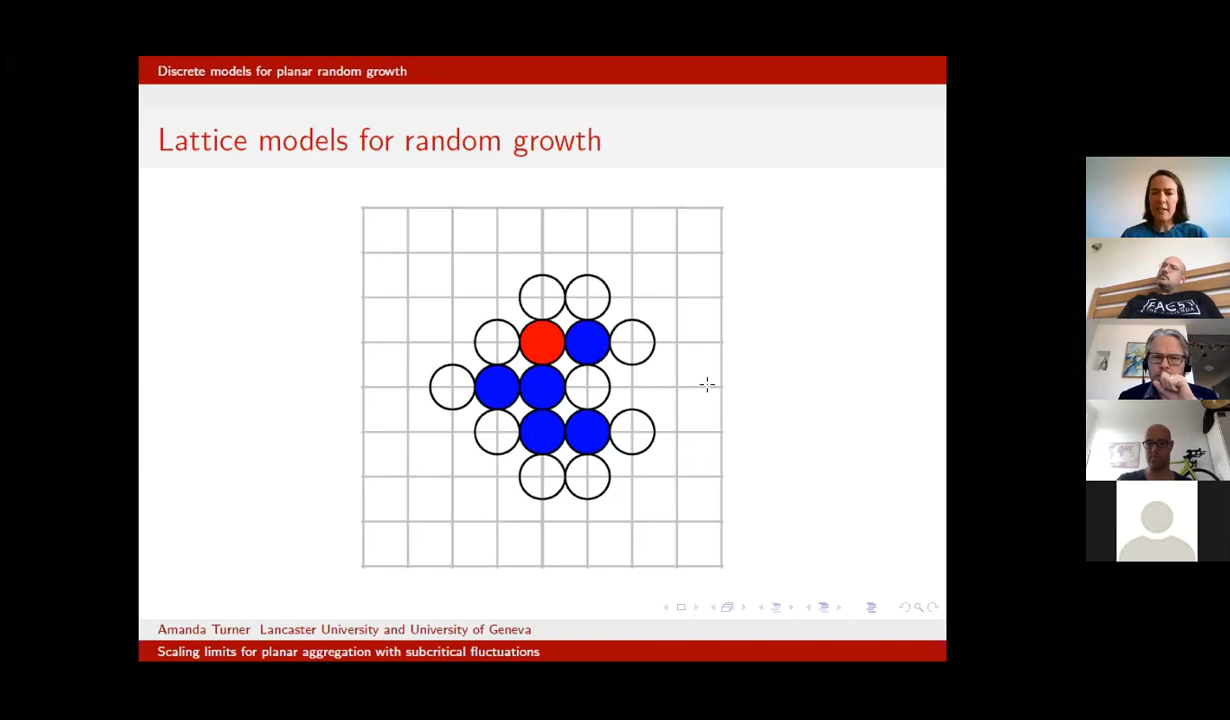 Discrete models for planar random growth
Lattice models for random growth
Amanda Turner Lancaster University and University of Geneva
Scaling limits for planar aggregation with subcritical fluctuations